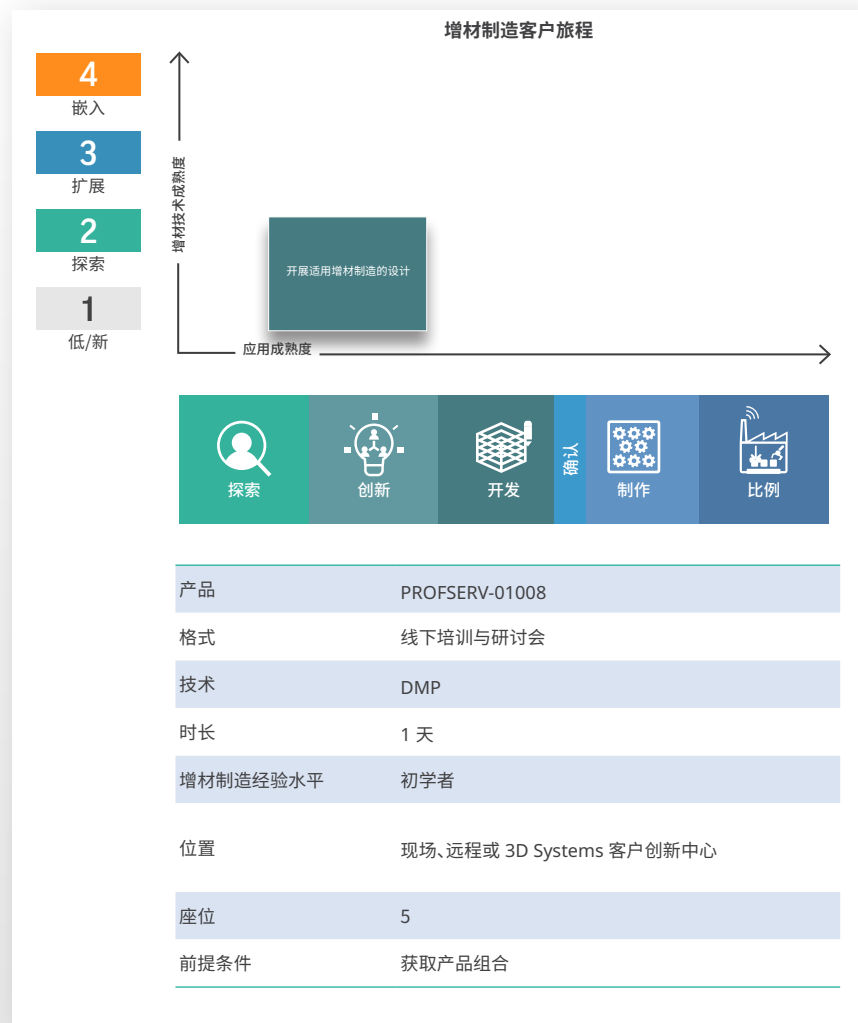 增材制造客户旅程
4
嵌入
3
扩展
2
探索
1
低/新
增材技术成熟度
开展适用增材制造的设计
应用成熟度
探索
创新
开发
确认
制作
比例
产品 PROFSERV-01008
格式 线下培训与研讨会
技术 DMP
时长 1 天
增材制造经验水平 初学者
位置 现场、远程或 3D Systems 客户创新中心
座位 5
前提条件 获取产品组合